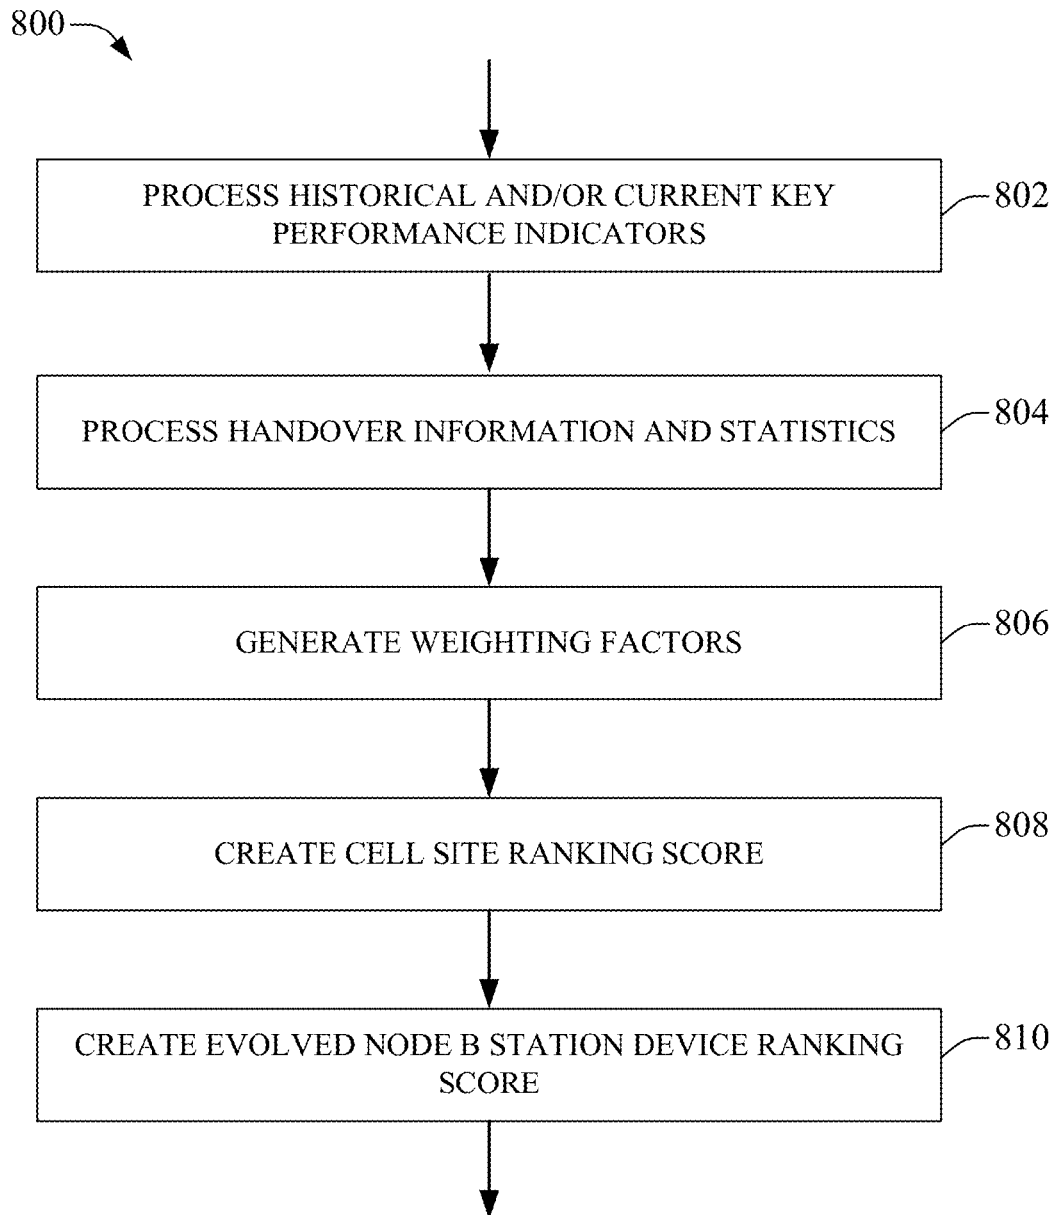 800
PROCESS HISTORICAL AND/OR CURRENT KEY
PERFORMANCE INDICATORS
802
PROCESS HANDOVER INFORMATION AND STATISTICS
804
GENERATE WEIGHTING FACTORS
806
CREATE CELL SITE RANKING SCORE
808
CREATE EVOLVED NODE B STATION DEVICE RANKING
SCORE
810